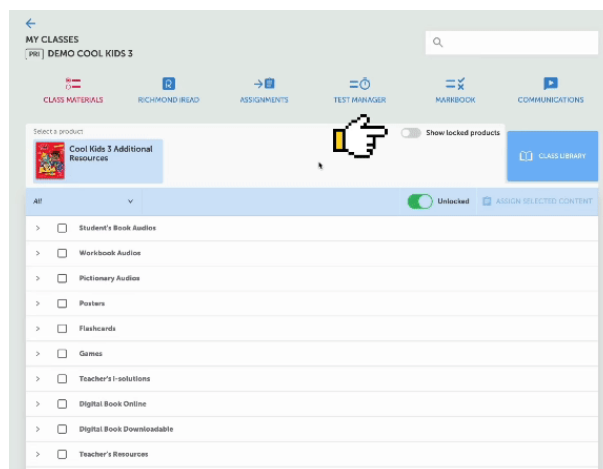 MY CLASSES
PRI DEMO COOL KIDS 3
CLASS MATERIALS
RICHMOND IREAD
ASSIGNMENTS
TEST MANAGER
MARKBOOK
COMMUNICATIONS
Select a product
Cool Kids 3 Additional
Resources
Show locked products
CLASS LIBRARY
All
Unlocked
ASSIGN SELECTED CONTENT
Student's Book Audios
Workbook Audios
Pictionary Audios
Posters
Flashcards
Games
Teacher's i-solutions
Digital Book Online
Digital Book Downloadable
Teacher's Resources